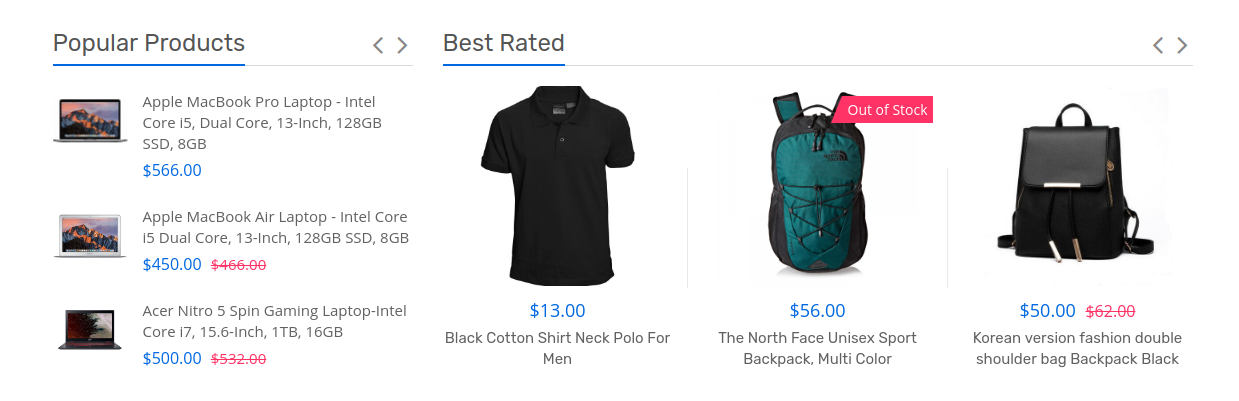 Popular Products
Apple MacBook Pro Laptop - Intel
Core i5, Dual Core, 13-Inch, 128GB
SSD, 8GB
$566.00
Apple MacBook Air Laptop - Intel Core
i5 Dual Core, 13-Inch, 128GB SSD, 8GB
$450.00 $466.00
Acer Nitro 5 Spin Gaming Laptop-Intel
Core i7, 15.6-Inch, 1TB, 16GB
$500.00 $532.00
Best Rated
$13.00
Black Cotton Shirt Neck Polo For
Men
Out of Stock
THE
NORTH
FACE
$56.00
The North Face Unisex Sport
Backpack, Multi Color
$50.00 $62.00
Korean version fashion double
shoulder bag Backpack Black